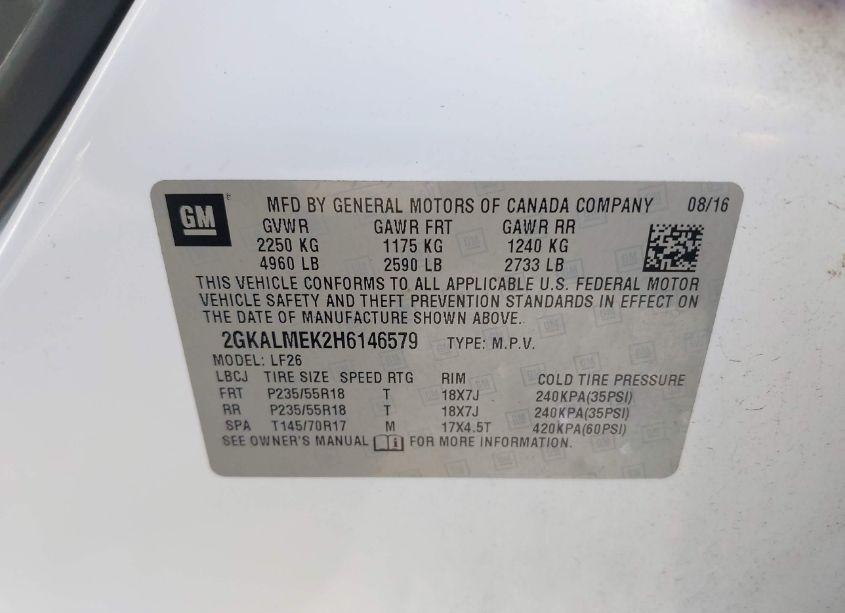 GM ® MFD BY GENERAL MOTORS OF CANADA COMPANY 08/16
GVWR GAWR FRT GAWR RR
2250 KG 1175 KG 1240 KG
4960 LB 2590 LB 2733 LB
THIS VEHICLE CONFORMS TO ALL APPLICABLE U.S. FEDERAL MOTOR
VEHICLE SAFETY AND THEFT PREVENTION STANDARDS IN EFFECT ON
THE DATE OF MANUFACTURE SHOWN ABOVE.
2GKALMEK2H6146579 TYPE: M.P.V.
MODEL: LF26
LBCJ TIRE SIZE SPEED RTG RIM COLD TIRE PRESSURE
FRT P235/55R18 T 18X7J 240KPA(35PSI)
RR P235/55R18 T 18X7J 240KPA(35PSI)
SPA T145/70R17 M 17X4.5T 420KPA(60PSI)
SEE OWNER'S MANUAL i FOR MORE INFORMATION.